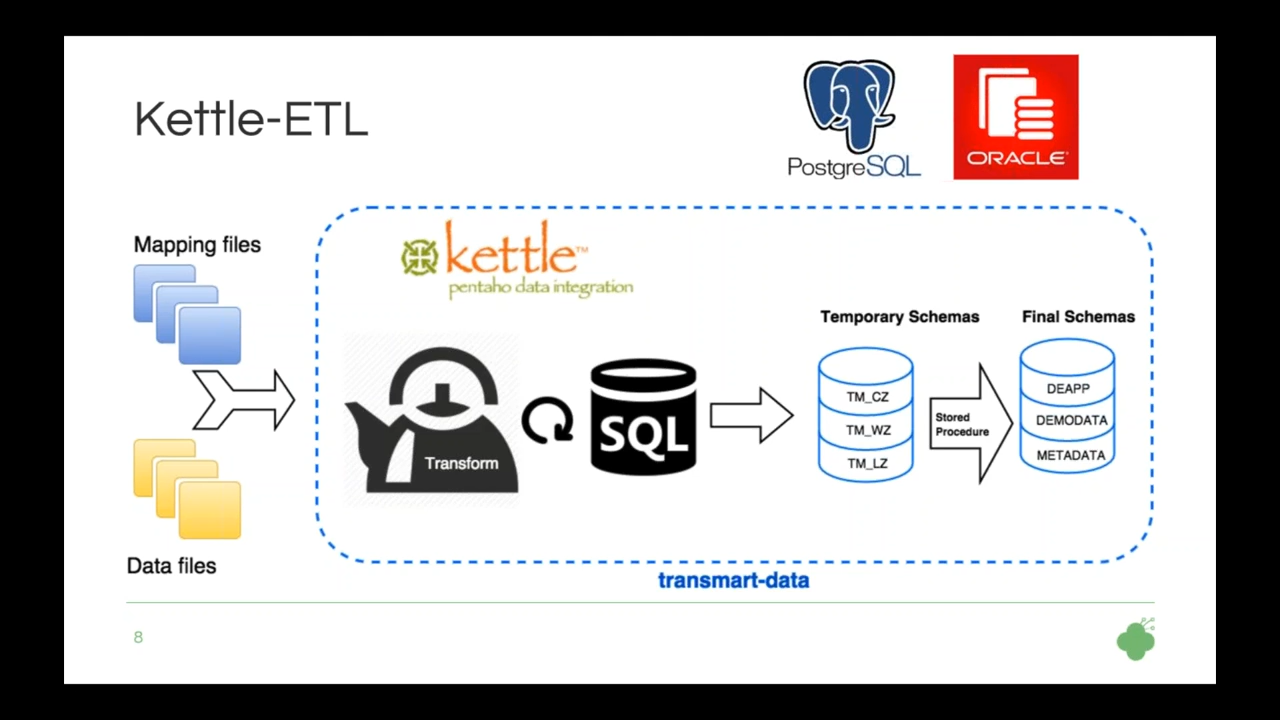 Kettle-ETL
PostgreSQL
ORACLE®
Mapping files
Data files
kettle™
pentaho data integration
Transform
SQL
Temporary Schemas
TM_CZ
TM_WZ
TM_LZ
Stored
Procedure
Final Schemas
DEAPP
DEMODATA
METADATA
transmart-data
8